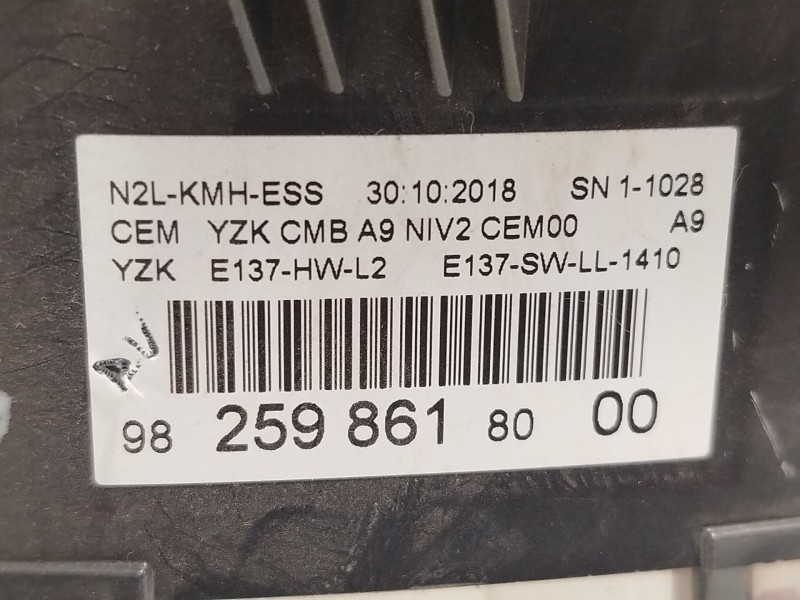 N2L-KMH-ESS 30:10:2018 SN 1-1028
CEM YZK CMB A9 NIV2 CEM00 A9
YZK E137-HW-L2 E137-SW-LL-1410
98 259 861 80 00